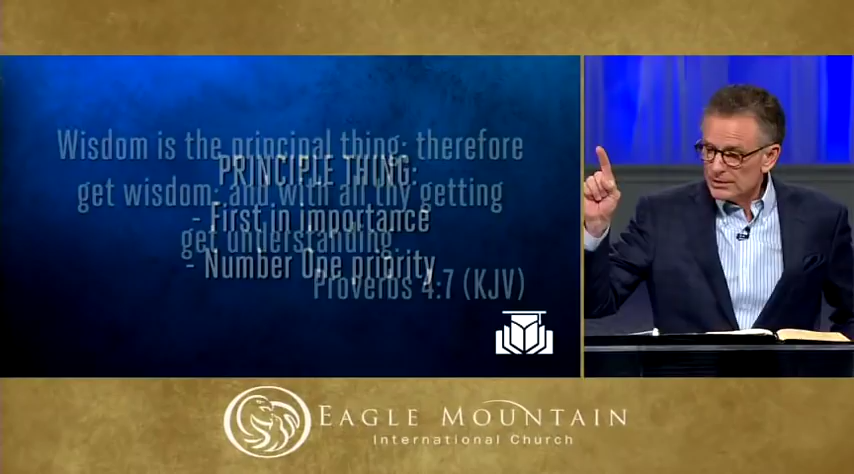 Wisdom is the principal thing; therefore
get wisdom: and with all thy getting
get understanding.
Proverbs 4:7 (KJV)
PRINCIPLE THING:
- First in importance
- Number One priority
EAGLE MOUNTAIN
International Church